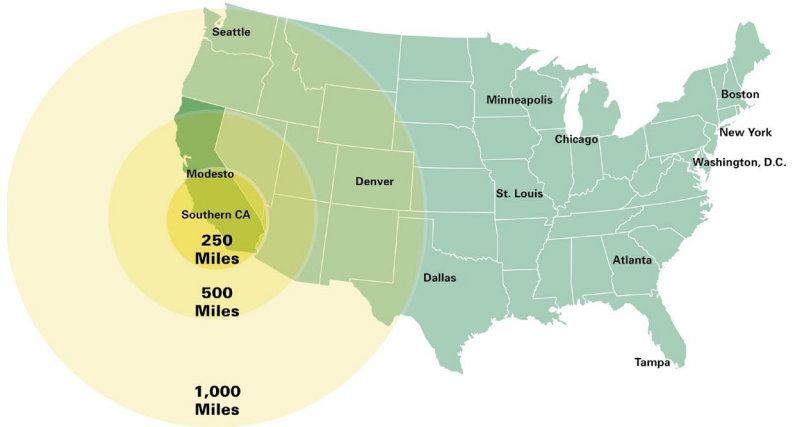 Seattle
Minneapolis
Boston
Chicago
New York
Washington, D.C.
Modesto
Denver
St. Louis
Southern CA
250
Miles
Atlanta
Dallas
500
Miles
Tampa
1,000
Miles